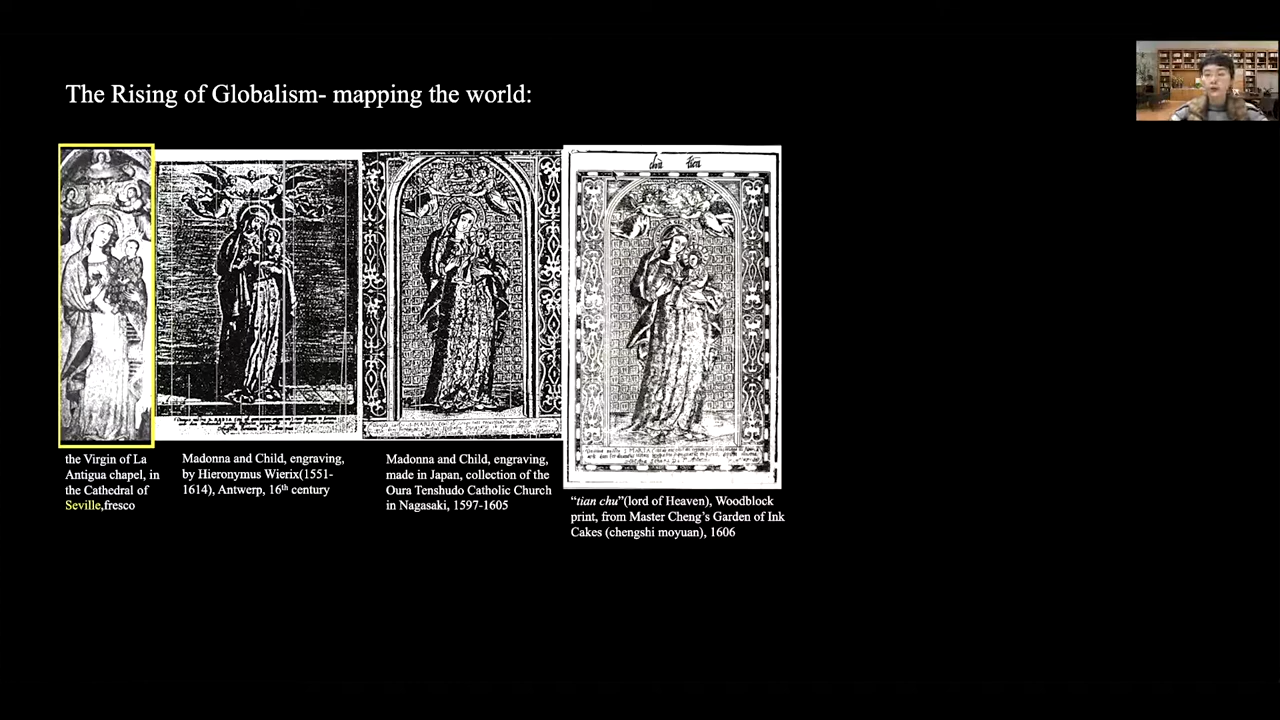 The Rising of Globalism- mapping the world:
the Virgin of La
Antigua chapel, in
the Cathedral of
Seville,fresco
Madonna and Child, engraving,
by Hieronymus Wierix(1551-
1614), Antwerp, 16th century
Madonna and Child, engraving,
made in Japan, collection of the
Oura Tenshudo Catholic Church
in Nagasaki, 1597-1605
"tian chu"(lord of Heaven), Woodblock
print, from Master Cheng's Garden of Ink
Cakes (chengshi moyuan), 1606